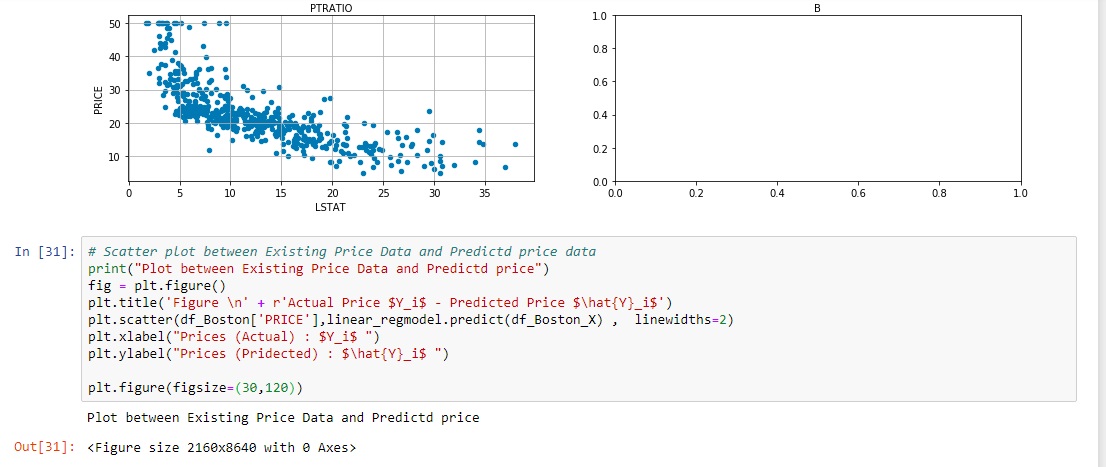 PTRATIO
B
50
40
30
20
10
PRICE
0 5 10 15 20 25 30 35
LSTAT
1.0
0.8
0.6
0.4
0.2
0.0
0.0 0.2 0.4 0.6 0.8 1.0
In [31]:
# Scatter plot between Existing Price Data and Predictd price data
print("Plot between Existing Price Data and Predictd price")
fig = plt.figure()
plt.title('Figure \n' + r'Actual Price $Y_i$ - Predicted Price $\hat{Y}_i$')
plt.scatter(df_Boston['PRICE'],linear_regmodel.predict(df_Boston_X) , linewidths=2)
plt.xlabel("Prices (Actual) : $Y_i$ ")
plt.ylabel("Prices (Pridected) : $\hat{Y}_i$ ")
plt.figure(figsize=(30,120))
Plot between Existing Price Data and Predictd price
Out[31]: <Figure size 2160x8640 with 0 Axes>